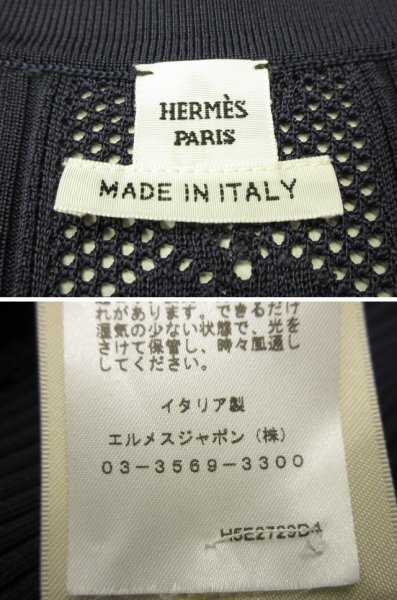 HERMÈS
PARIS
MADE IN ITALY
れがあります。できるだけ
湿気の少ない状態で、光を
さけて保管し、時々風通し
してください。
イタリア製
エルメスジャポン（株）
03-3569-3300
H5E2729D4